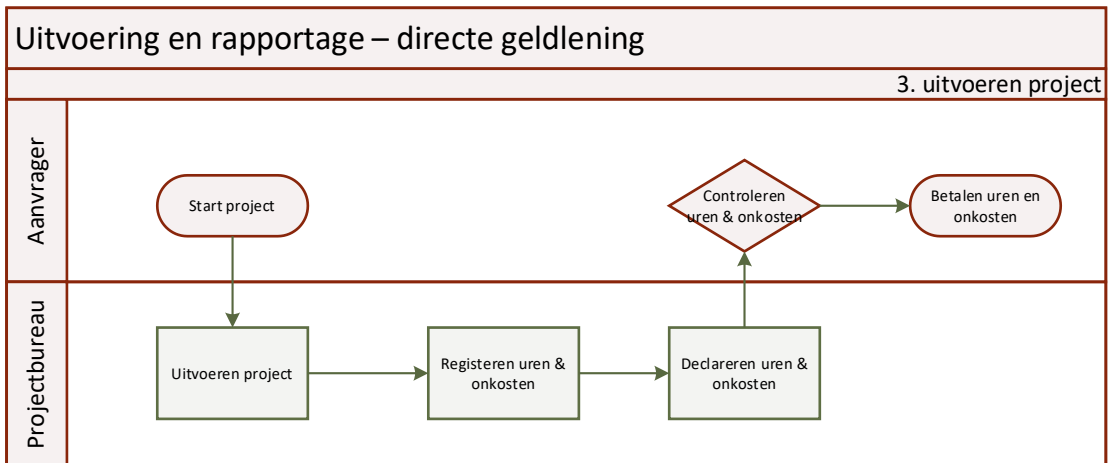 Uitvoering en rapportage – directe geldlening
3. uitvoeren project
Aanvrager
Start project
Controleren
uren & onkosten
Betalen uren en
onkosten
Projectbureau
Uitvoeren project
Registeren uren &
onkosten
Declareren uren &
onkosten